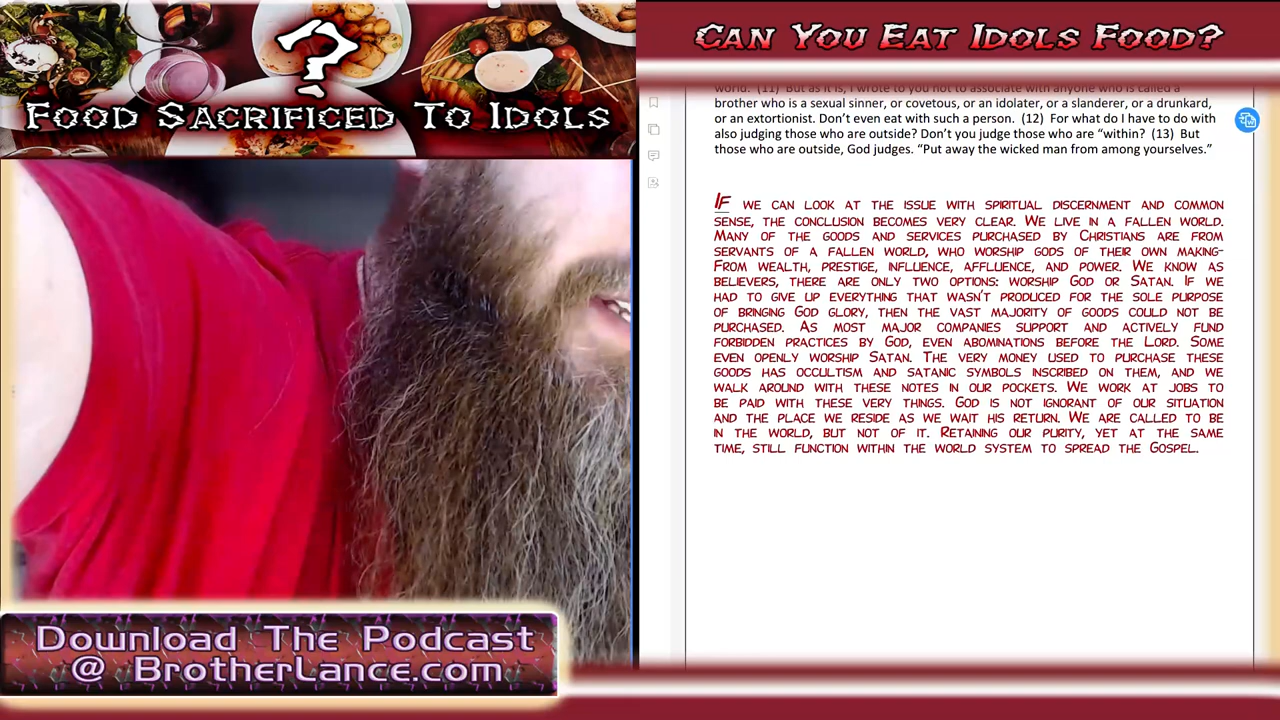 ?
Food Sacrificed To Idols
Download The Podcast
@ BrotherLance.com
Can You Eat Idols Food?
world. (11) But as it is, I wrote to you not to associate with anyone who is called a
brother who is a sexual sinner, or covetous, or an idolater, or a slanderer, or a drunkard,
or an extortionist. Don't even eat with such a person. (12) For what do I have to do with
also judging those who are outside? Don't you judge those who are “within? (13) But
those who are outside, God judges. “Put away the wicked man from among yourselves.”
If we can look at the issue with spiritual discernment and common
sense, the conclusion becomes very clear. We live in a fallen world.
Many of the goods and services purchased by Christians are from
servants of a fallen world, who worship gods of their own making-
From wealth, prestige, influence, affluence, and power. We know as
believers, there are only two options: worship God or Satan. If we
had to give up everything that wasn't produced for the sole purpose
of bringing God glory, then the vast majority of goods could not be
purchased. As most major companies support and actively fund
forbidden practices by God, even abominations before the Lord. Some
even openly worship Satan. The very money used to purchase these
goods has occultism and satanic symbols inscribed on them, and we
walk around with these notes in our pockets. We work at jobs to
be paid with these very things. God is not ignorant of our situation
and the place we reside as we wait His return. We are called to be
in the world, but not of it. Retaining our purity, yet at the same
time, still function within the world system to spread the Gospel.